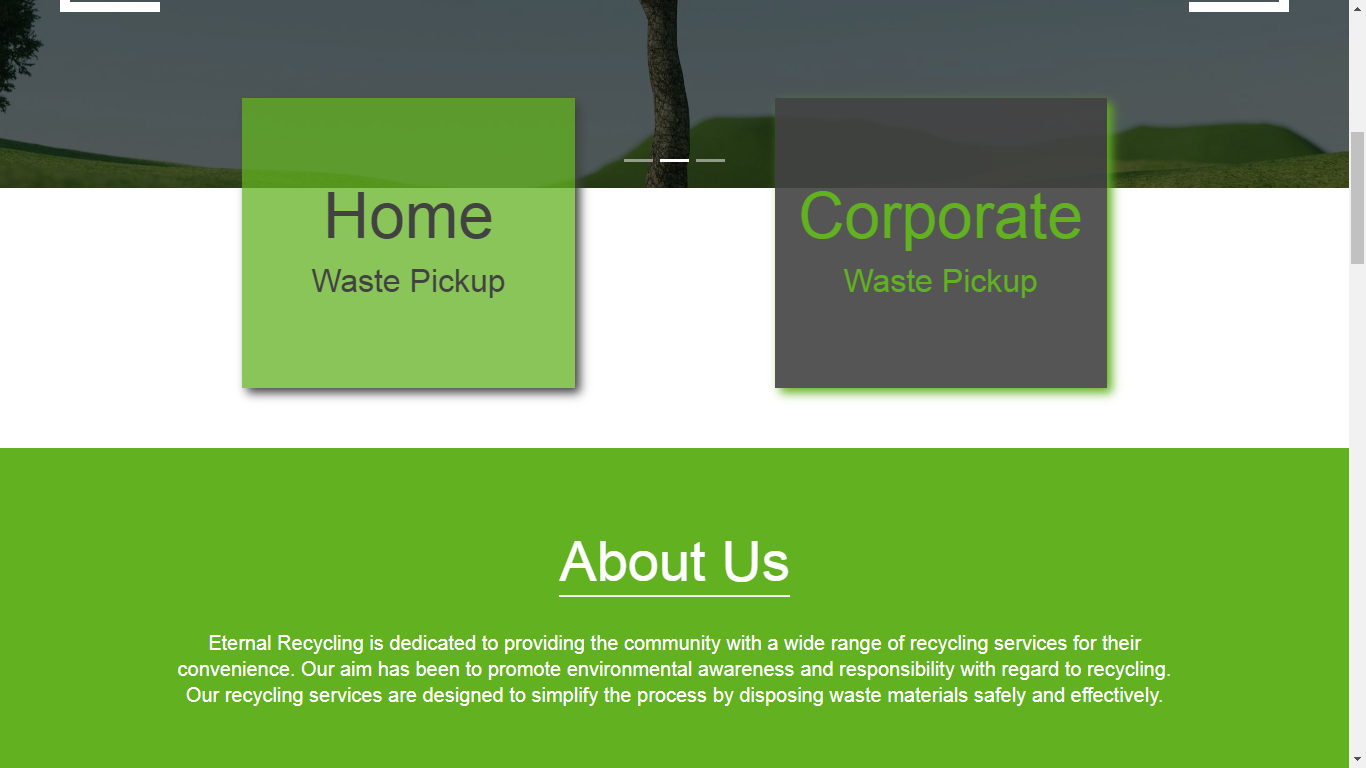 Home
Waste Pickup
Corporate
Waste Pickup
About Us
Eternal Recycling is dedicated to providing the community with a wide range of recycling services for their
convenience. Our aim has been to promote environmental awareness and responsibility with regard to recycling.
Our recycling services are designed to simplify the process by disposing waste materials safely and effectively.